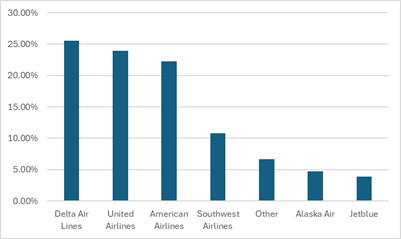 30.00%
25.00%
20.00%
15.00%
10.00%
5.00%
0.00%
Delta Air Lines
United Airlines
American Airlines
Southwest Airlines
Other
Alaska Air
Jetblue